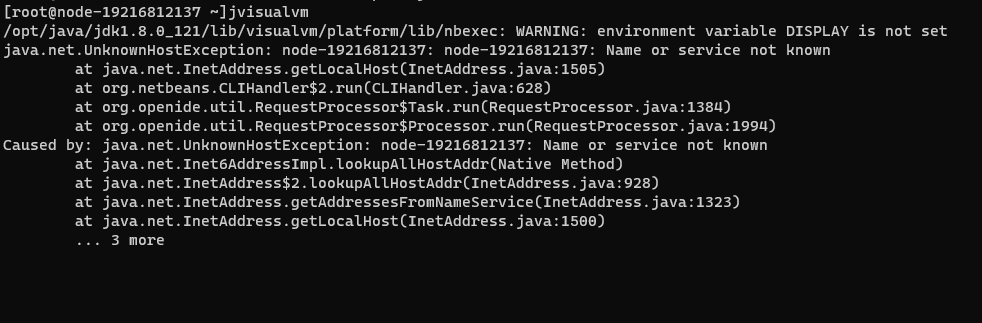 [root@node-19216812137 ~]jvisualvm
/opt/java/jdk1.8.0_121/lib/visualvm/platform/lib/nbexec: WARNING: environment variable DISPLAY is not set
java.net.UnknownHostException: node-19216812137: node-19216812137: Name or service not known
        at java.net.InetAddress.getLocalHost(InetAddress.java:1505)
        at org.netbeans.CLIHandler$2.run(CLIHandler.java:628)
        at org.openide.util.RequestProcessor$Task.run(RequestProcessor.java:1384)
        at org.openide.util.RequestProcessor$Processor.run(RequestProcessor.java:1994)
Caused by: java.net.UnknownHostException: node-19216812137: Name or service not known
        at java.net.Inet6AddressImpl.lookupAllHostAddr(Native Method)
        at java.net.InetAddress$2.lookupAllHostAddr(InetAddress.java:928)
        at java.net.InetAddress.getAddressesFromNameService(InetAddress.java:1323)
        at java.net.InetAddress.getLocalHost(InetAddress.java:1500)
        ... 3 more